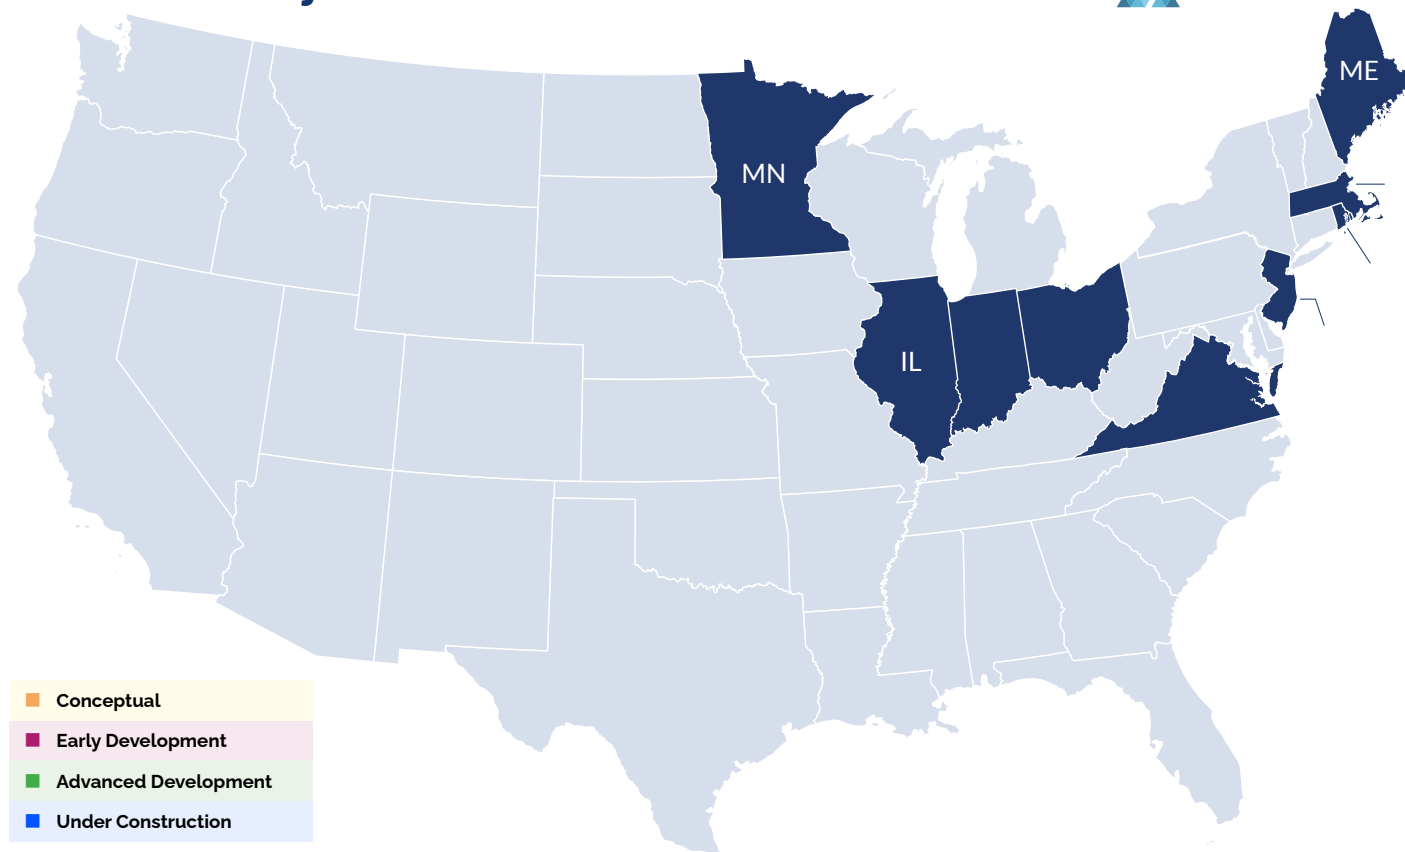 ME
MN
IL
Conceptual
Early Development
Advanced Development
Under Construction